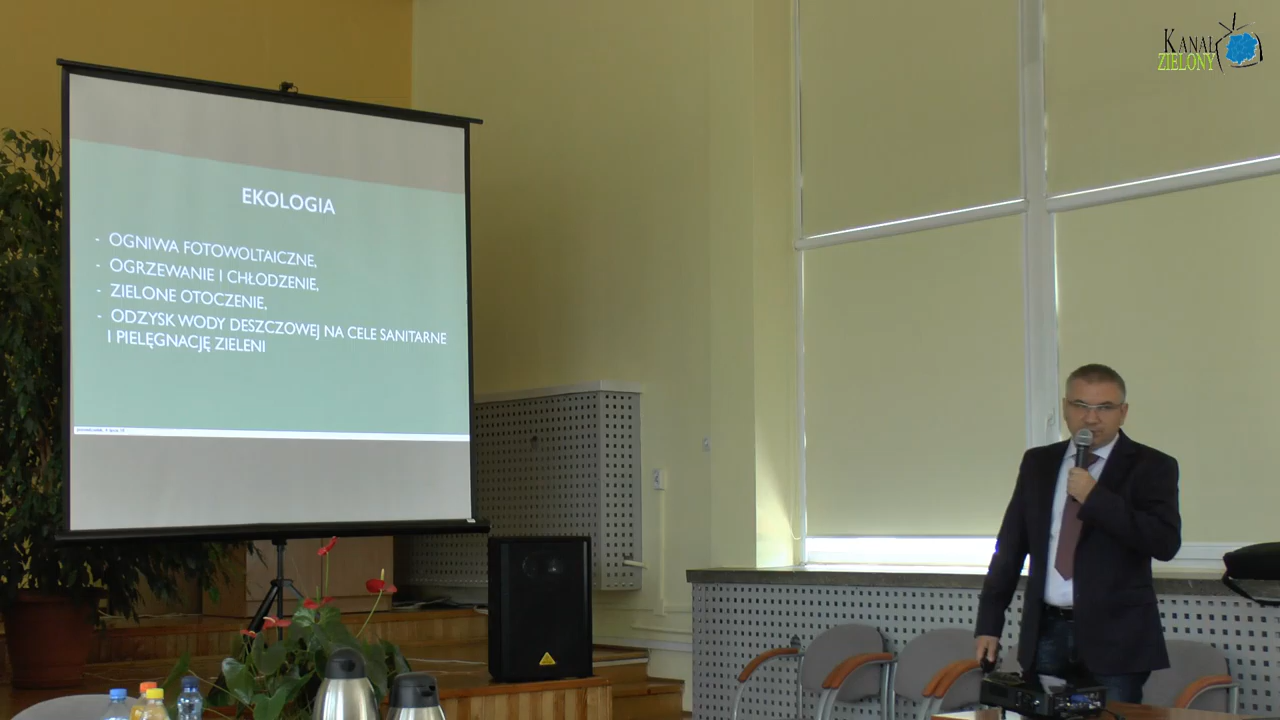 KANAŁ
ZIELONY
EKOLOGIA
- OGNIWA FOTOWOLTAICZNE,
- OGRZEWANIE I CHŁODZENIE,
- ZIELONE OTOCZENIE,
- ODZYSK WODY DESZCZOWEJ NA CELE SANITARNE
I PIELĘGNACJĘ ZIELENI